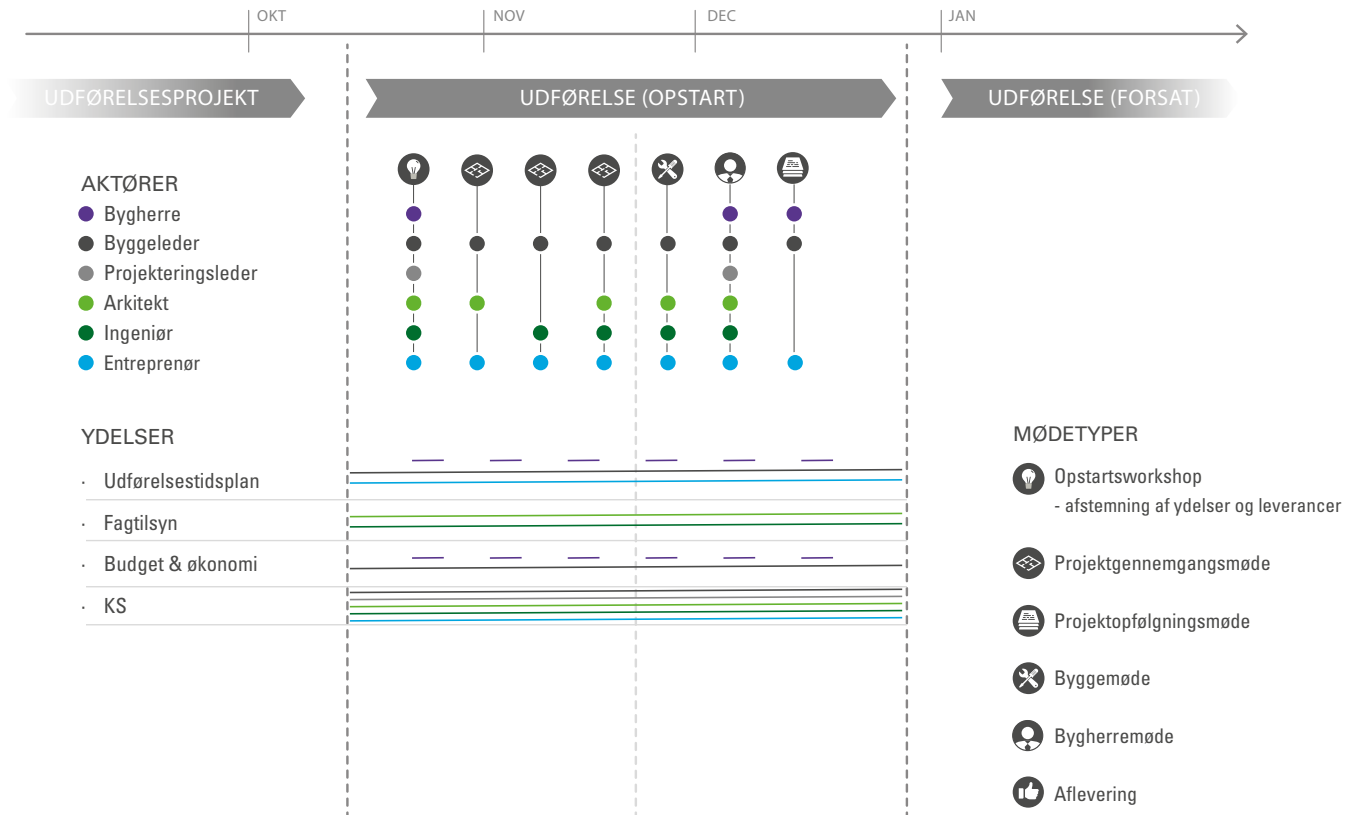 OKT
NOV
DEC
JAN
UDFØRELSESPROJEKT
UDFØRELSE (OPSTART)
UDFØRELSE (FORSAT)
AKTØRER
Bygherre
Byggeleder
Projekteringsleder
Arkitekt
Ingeniør
Entreprenør
YDELSER
· Udførelsestidsplan
· Fagtilsyn
· Budget & økonomi
· KS
MØDETYPER
Opstartsworkshop
- afstemning af ydelser og leverancer
Projektgennemgangsmøde
Projektopfølgningsmøde
Byggemøde
Bygherremøde
Aflevering